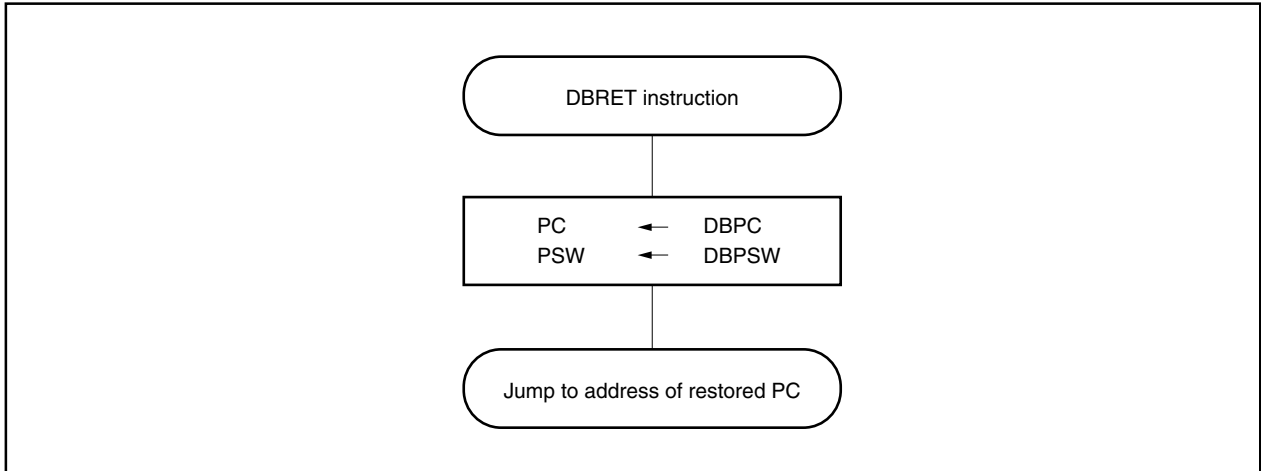 DBRET instruction
PC ← DBPC
PSW ← DBPSW
Jump to address of restored PC